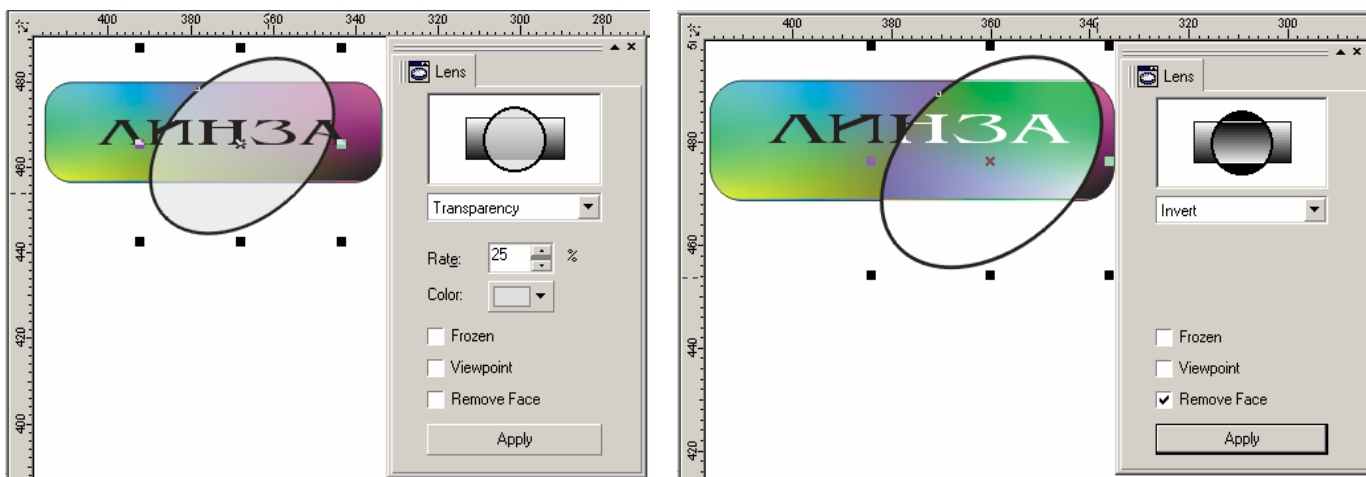 400 380 360 340
320 300 280
480
460
440
420
400
ЛИНЗА
Lens
Transparency
Rate: 25 %
Color:
Frozen
Viewpoint
Remove Face
Apply
400 380 360 34
320 300
480
460
440
420
ЛИНЗА
Lens
Invert
Frozen
Viewpoint
Remove Face
Apply